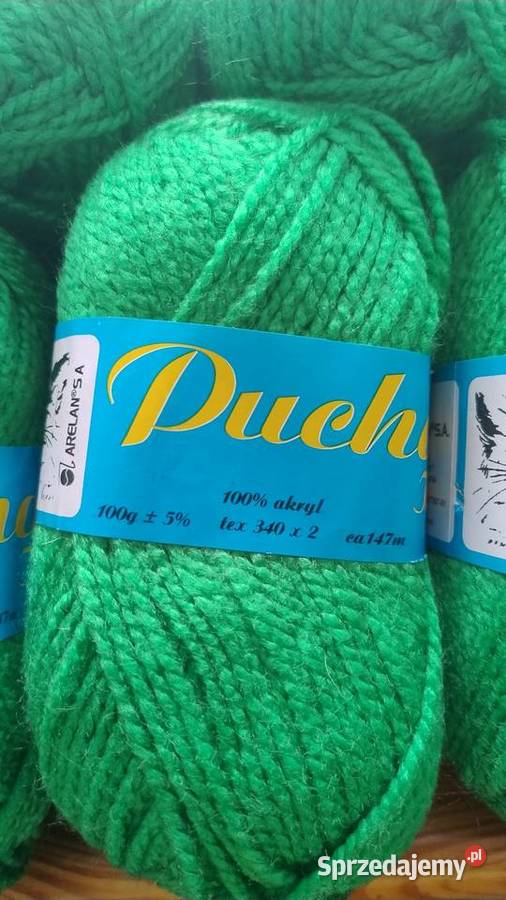 ARELAN® S A
Puch
100% akryl
100g ± 5%
tex 340 x 2
ca147m
S.A.
Sprzedajemy.pl